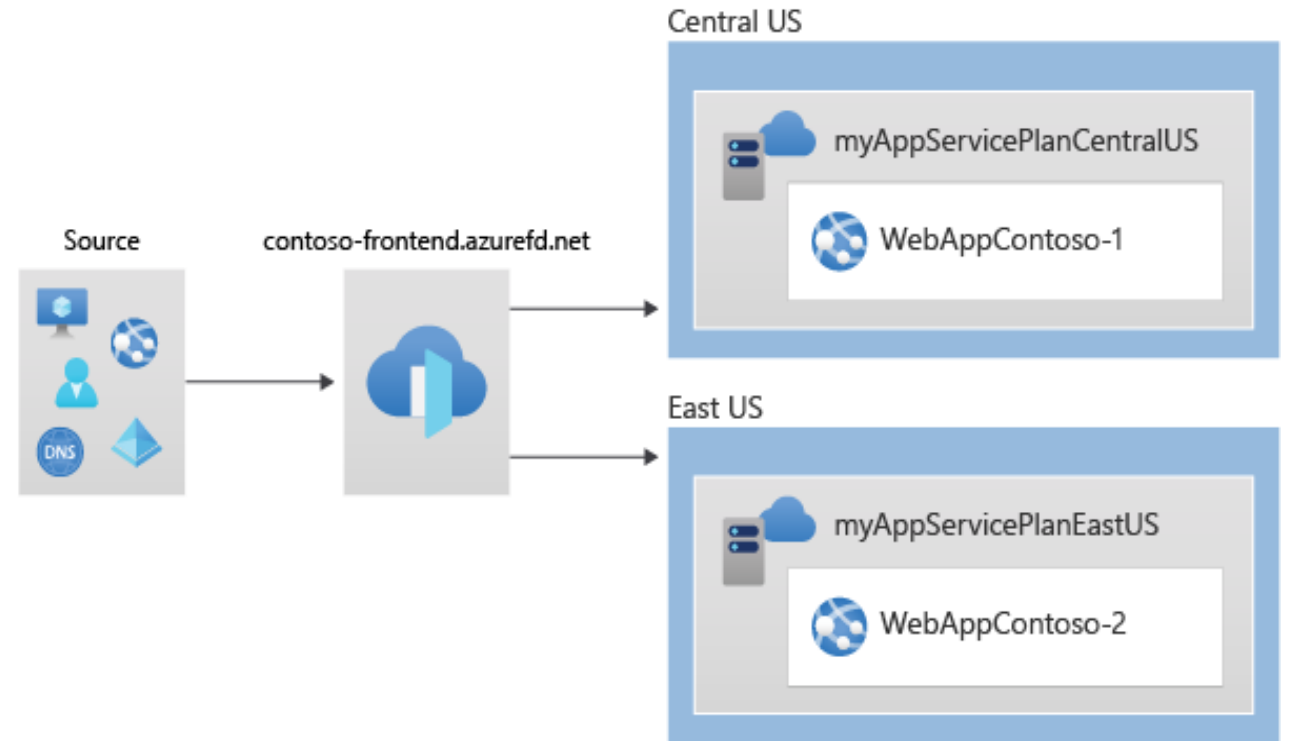 Central US
myAppServicePlanCentralUS
WebAppContoso-1
Source
contoso-frontend.azurefd.net
DNS
East US
myAppServicePlanEastUS
WebAppContoso-2